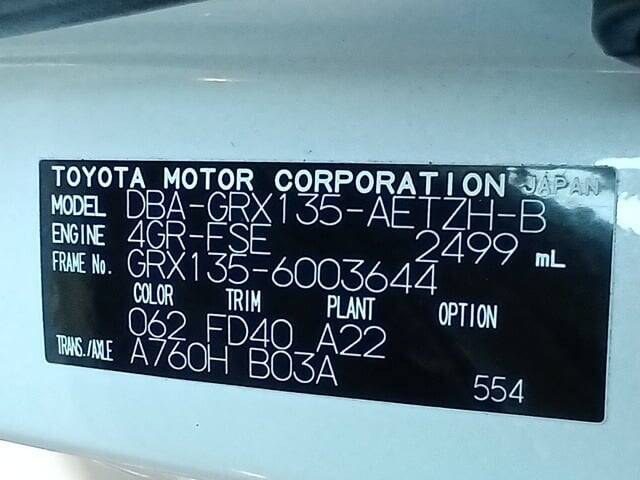 TOYOTA MOTOR CORPORATION JAPAN
MODEL DBA-GRX135-AETZH-B
ENGINE 4GR-FSE 2499 mL
FRAME No. GRX135-6003644
COLOR TRIM PLANT OPTION
062 FD40 A22
TRANS./AXLE A760H B03A
554